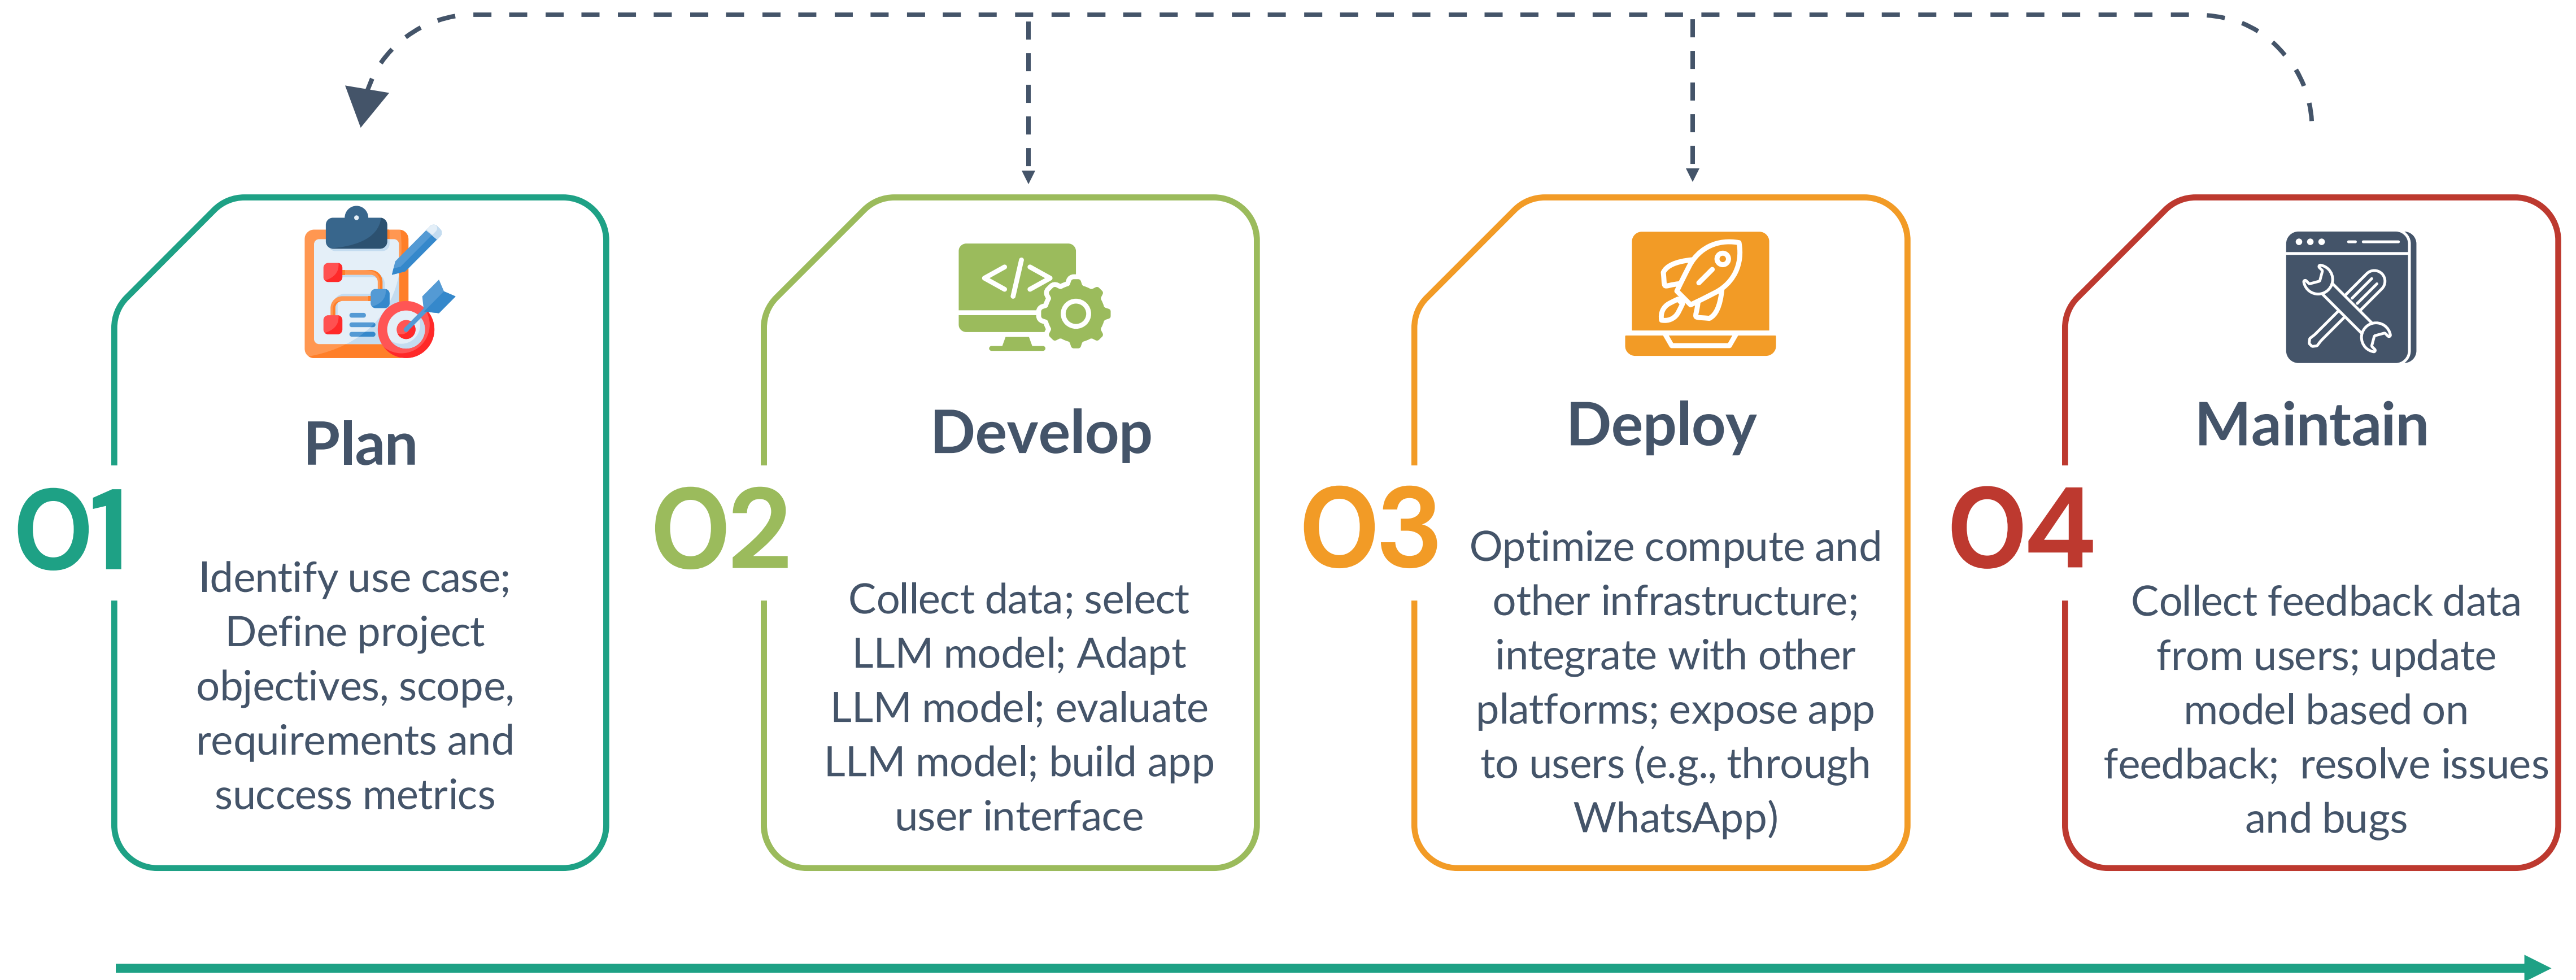 01
Plan
Identify use case;
Define project
objectives, scope,
requirements and
success metrics
02
Develop
Collect data; select
LLM model; Adapt
LLM model; evaluate
LLM model; build app
user interface
03
Deploy
Optimize compute and
other infrastructure;
integrate with other
platforms; expose app
to users (e.g., through
WhatsApp)
04
Maintain
Collect feedback data
from users; update
model based on
feedback;  resolve issues
and bugs